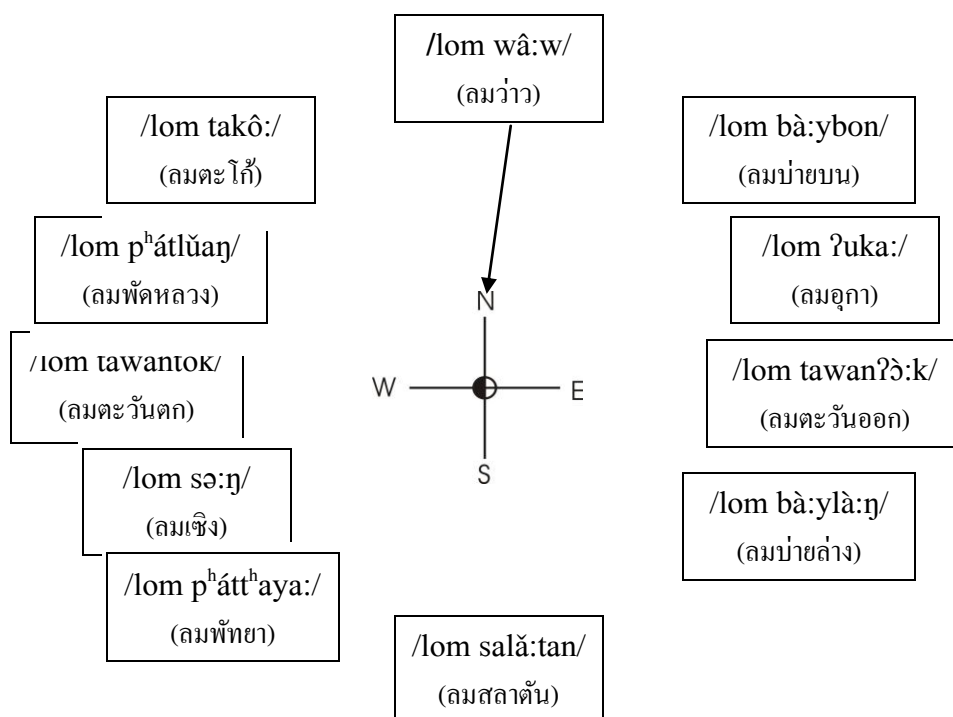 /lom wâ:w/
(ลมว่าว)
/lom takô:/
(ลมตะโก้)
/lom bà:ybon/
(ลมบ่ายบน)
/lom pʰátlŭaŋ/
(ลมพัดหลวง)
/lom ʔuka:/
(ลมอุกา)
N
/lom tawantok/
(ลมตะวันตก)
W
E
/lom tawanʔɔ̀:k/
(ลมตะวันออก)
S
/lom sə:ŋ/
(ลมเซิง)
/lom bà:ylà:ŋ/
(ลมบ่ายล่าง)
/lom pʰáttʰaya:/
(ลมพัทยา)
/lom salǎ:tan/
(ลมสลาตัน)